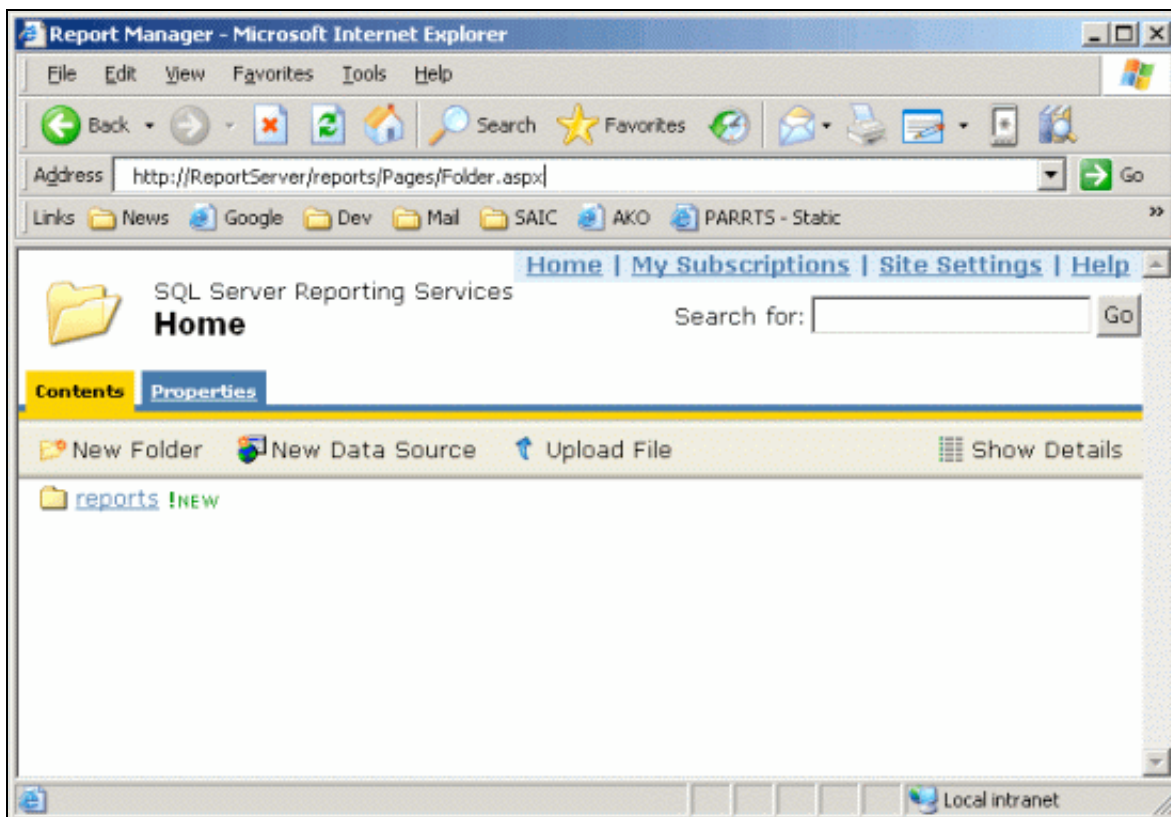 Report Manager - Microsoft Internet Explorer
File Edit View Favorites Tools Help
Back Search Favorites
Address http://ReportServer/reports/Pages/Folder.aspx Go
Links News Google Dev Mail SAIC AKO PARRTS - Static »
Home | My Subscriptions | Site Settings | Help
SQL Server Reporting Services
Home Search for: Go
Contents Properties
New Folder New Data Source Upload File Show Details
reports !NEW
Local intranet